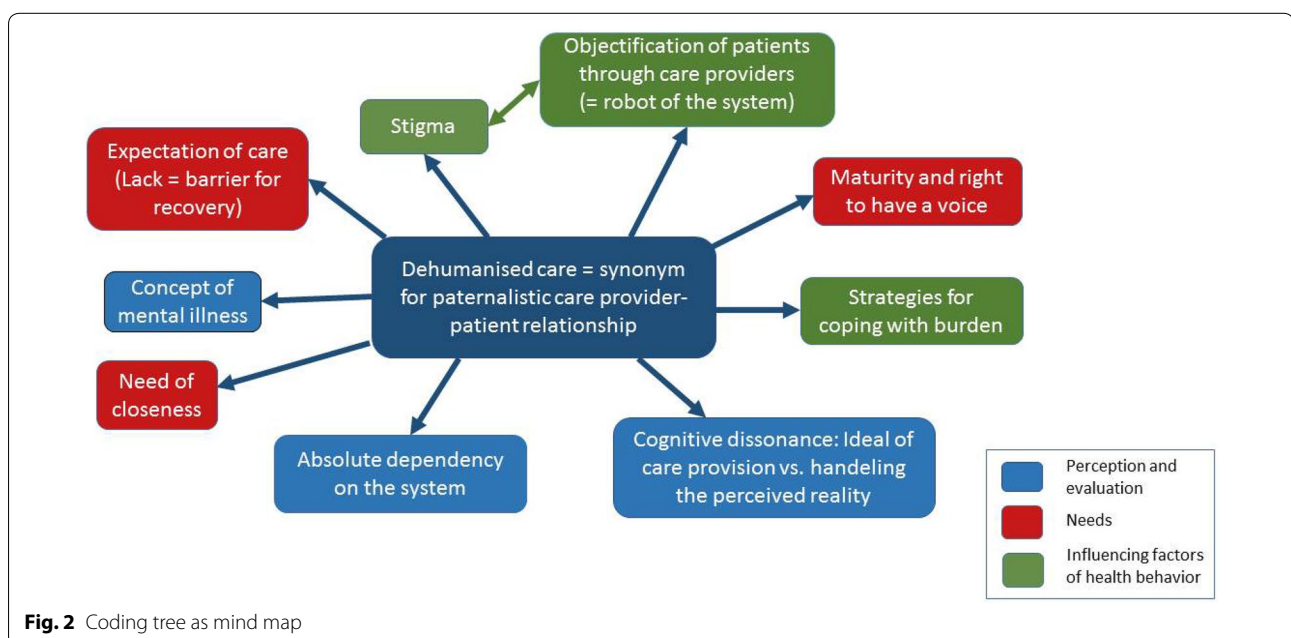 Objectification of patients
through care providers
(= robot of the system)
Stigma
Expectation of care
(Lack = barrier for
recovery)
Maturity and right
to have a voice
Dehumanised care = synonym
for paternalistic care provider-
patient relationship
Concept of
mental illness
Strategies for
coping with burden
Need of
closeness
Absolute dependency
on the system
Cognitive dissonance: Ideal of
care provision vs. handeling
the perceived reality
Perception and
evaluation
Needs
Influencing factors
of health behavior
Fig. 2 Coding tree as mind map